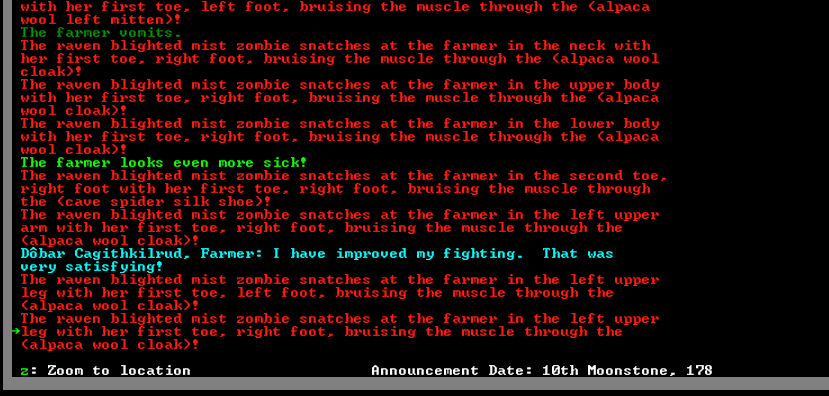 with her first toe, left foot, bruising the muscle through the (alpaca
wool left mitten)!
The farmer vomits.
The raven blighted mist zombie snatches at the farmer in the neck with
her first toe, right foot, bruising the muscle through the (alpaca wool
cloak)!
The raven blighted mist zombie snatches at the farmer in the upper body
with her first toe, right foot, bruising the muscle through the (alpaca
wool cloak)!
The raven blighted mist zombie snatches at the farmer in the lower body
with her first toe, right foot, bruising the muscle through the (alpaca
wool cloak)!
The farmer looks even more sick!
The raven blighted mist zombie snatches at the farmer in the second toe,
right foot with her first toe, right foot, bruising the muscle through
the (cave spider silk shoe)!
The raven blighted mist zombie snatches at the farmer in the left upper
arm with her first toe, right foot, bruising the muscle through the
(alpaca wool cloak)!
Dôbar Cagithkilrud, Farmer: I have improved my fighting.  That was
very satisfying!
The raven blighted mist zombie snatches at the farmer in the left upper
leg with her first toe, left foot, bruising the muscle through the
(alpaca wool cloak)!
The raven blighted mist zombie snatches at the farmer in the left upper
→leg with her first toe, right foot, bruising the muscle through the
(alpaca wool cloak)!
z: Zoom to location Announcement Date: 10th Moonstone, 178